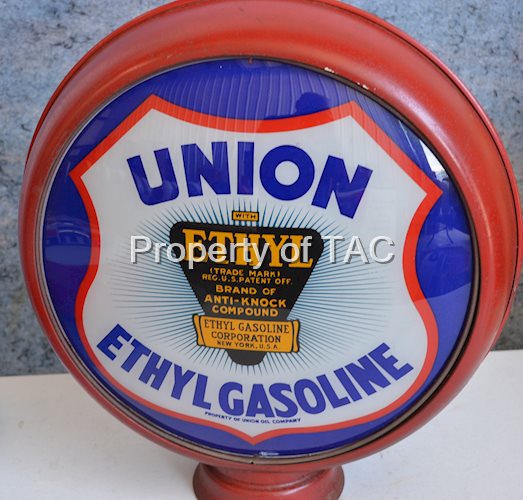 UNION
WITH
ETHYL
Property of TAC
(TRADE MARK)
REG. U.S. PATENT OFF.
BRAND OF
ANTI-KNOCK
COMPOUND
ETHYL GASOLINE
CORPORATION
NEW YORK, U.S.A.
ETHYL GASOLINE
PROPERTY OF UNION OIL COMPANY